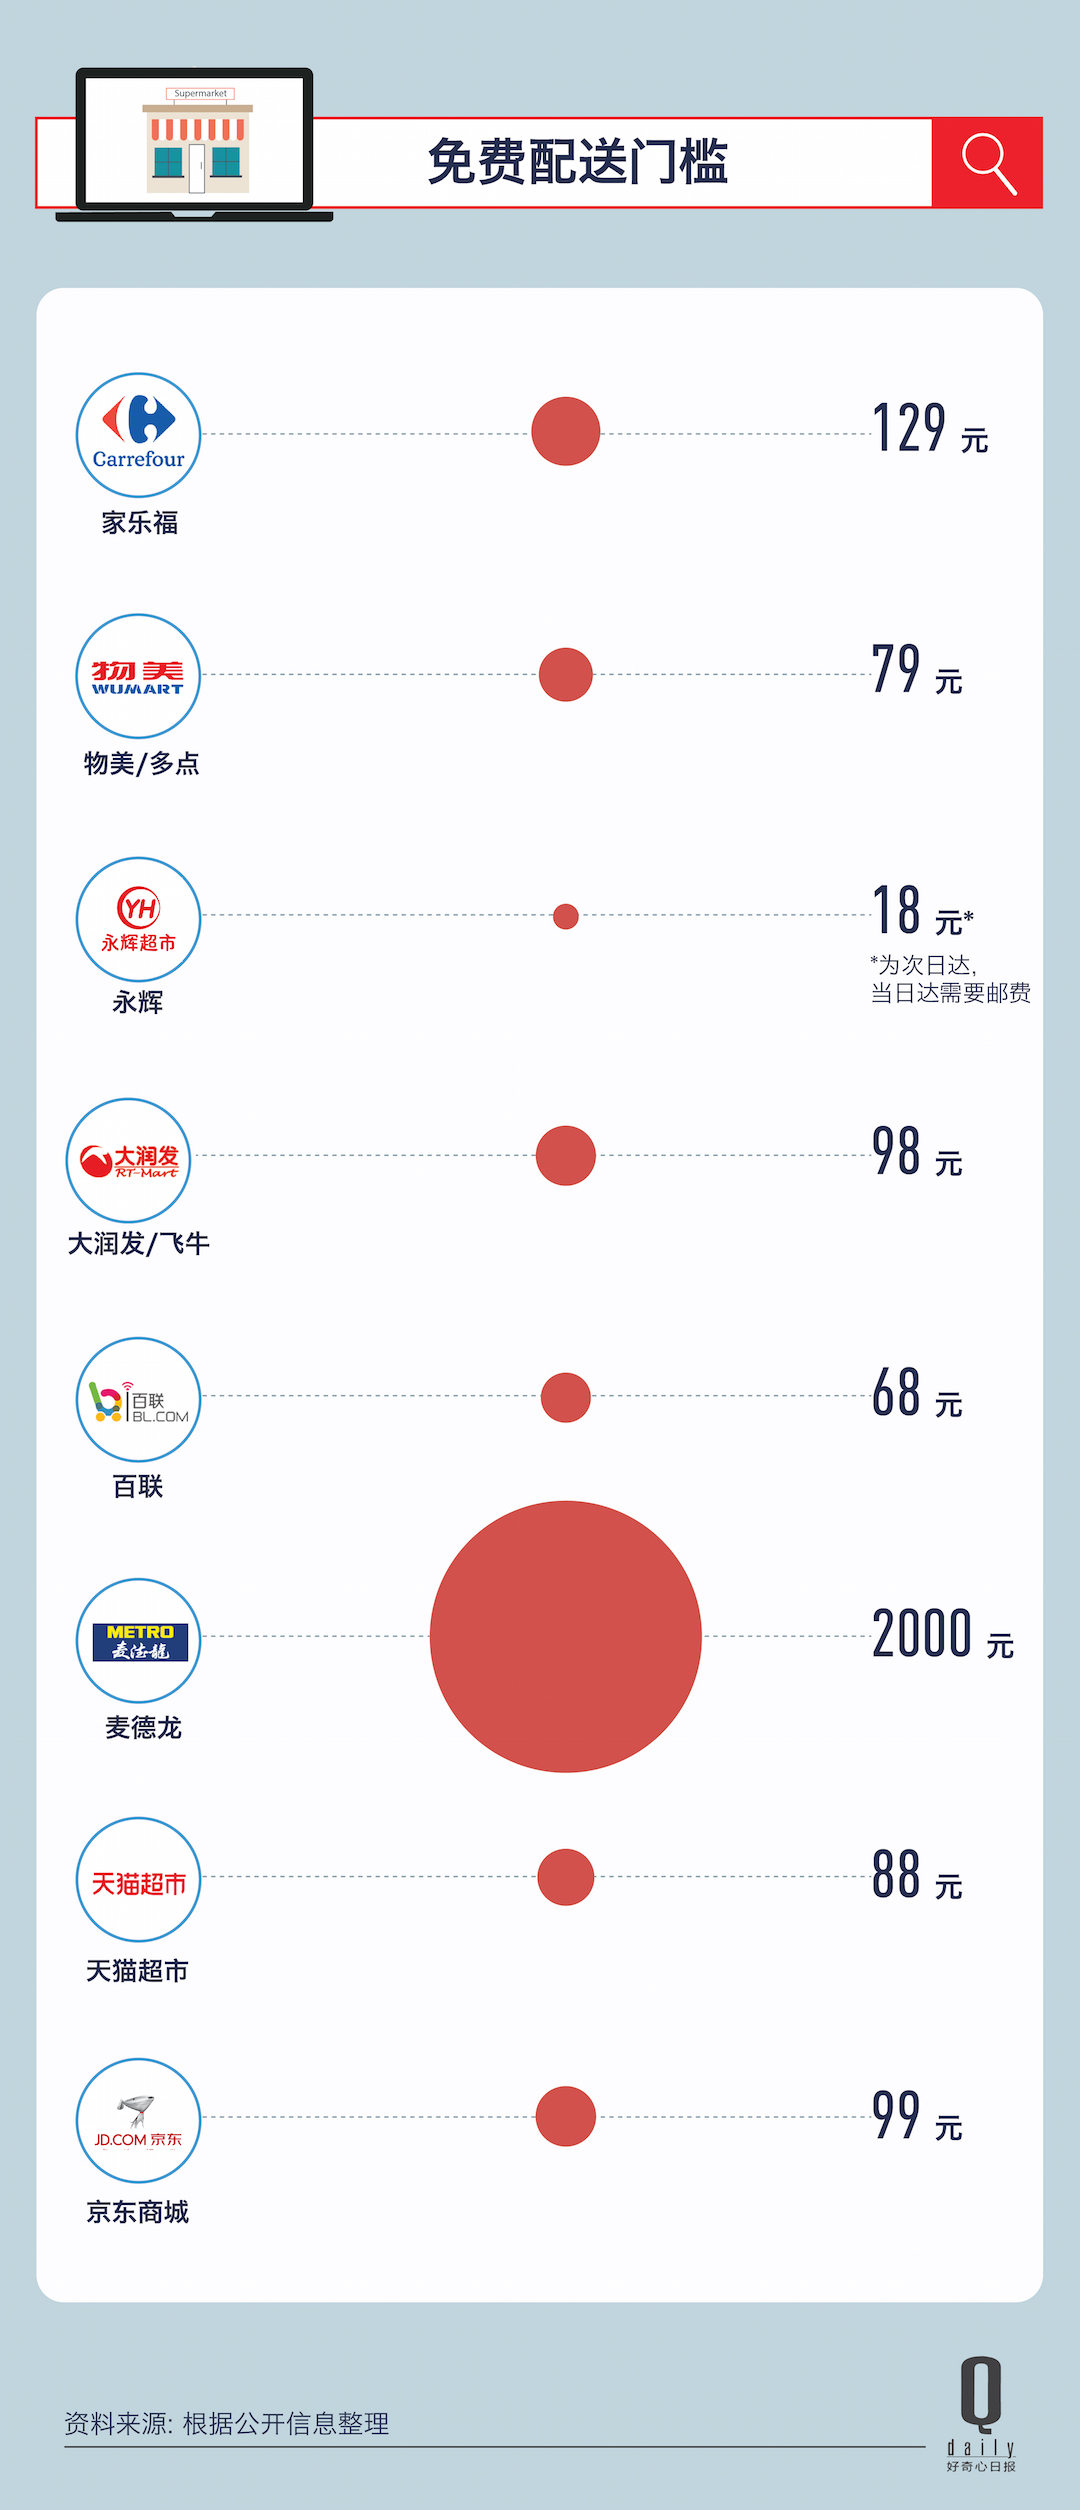 Supermarket
免费配送门槛
Carrefour
129 元
家乐福
物美
WUMART
79 元
物美/多点
YH
永辉超市
18 元*
*为次日达,
当日达需要邮费
永辉
大润发
RT-Mart
98 元
大润发/飞牛
百联
BL.COM
68 元
百联
METRO
麦德龍
2000 元
麦德龙
天猫超市
88 元
天猫超市
JD.COM 京东
99 元
京东商城
资料来源: 根据公开信息整理
Q
daily
好奇心日报